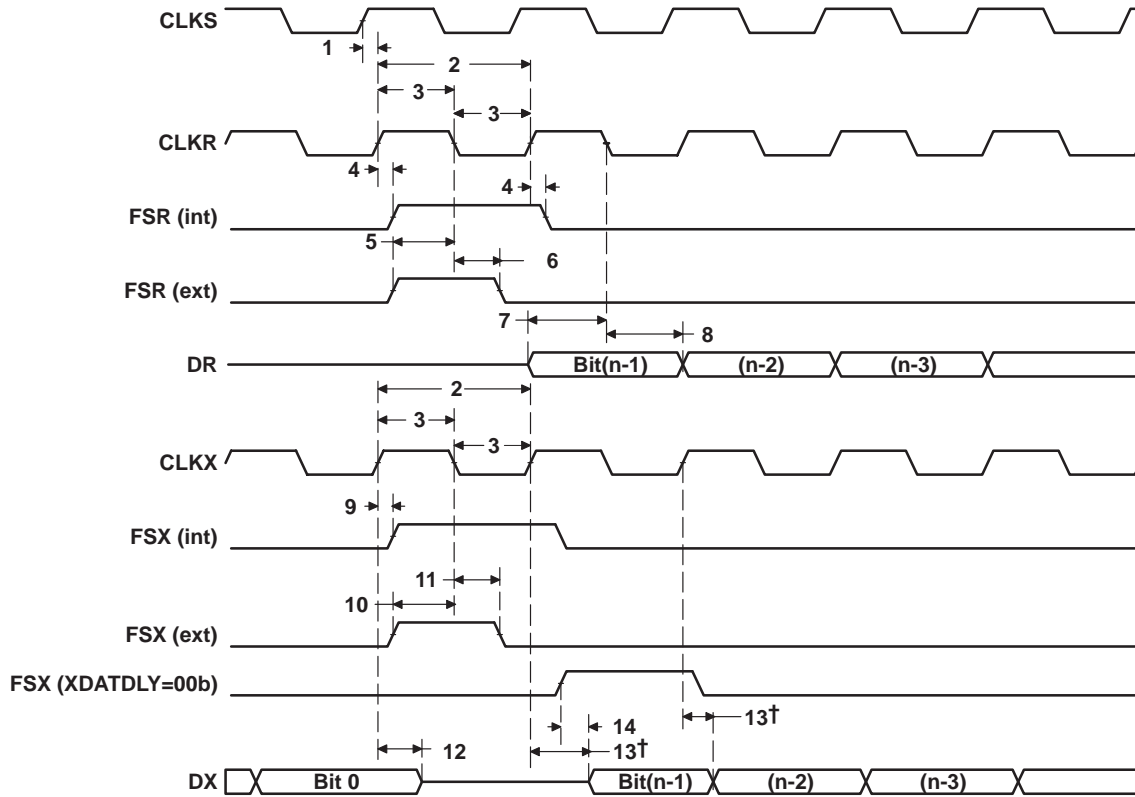 CLKS
1
2
3
3
CLKR
4
4
FSR (int)
5
6
FSR (ext)
7
8
DR
Bit(n-1)
(n-2)
(n-3)
2
3
3
CLKX
9
FSX (int)
11
10
FSX (ext)
FSX (XDATDLY=00b)
14
13†
13†
12
DX
Bit 0
Bit(n-1)
(n-2)
(n-3)